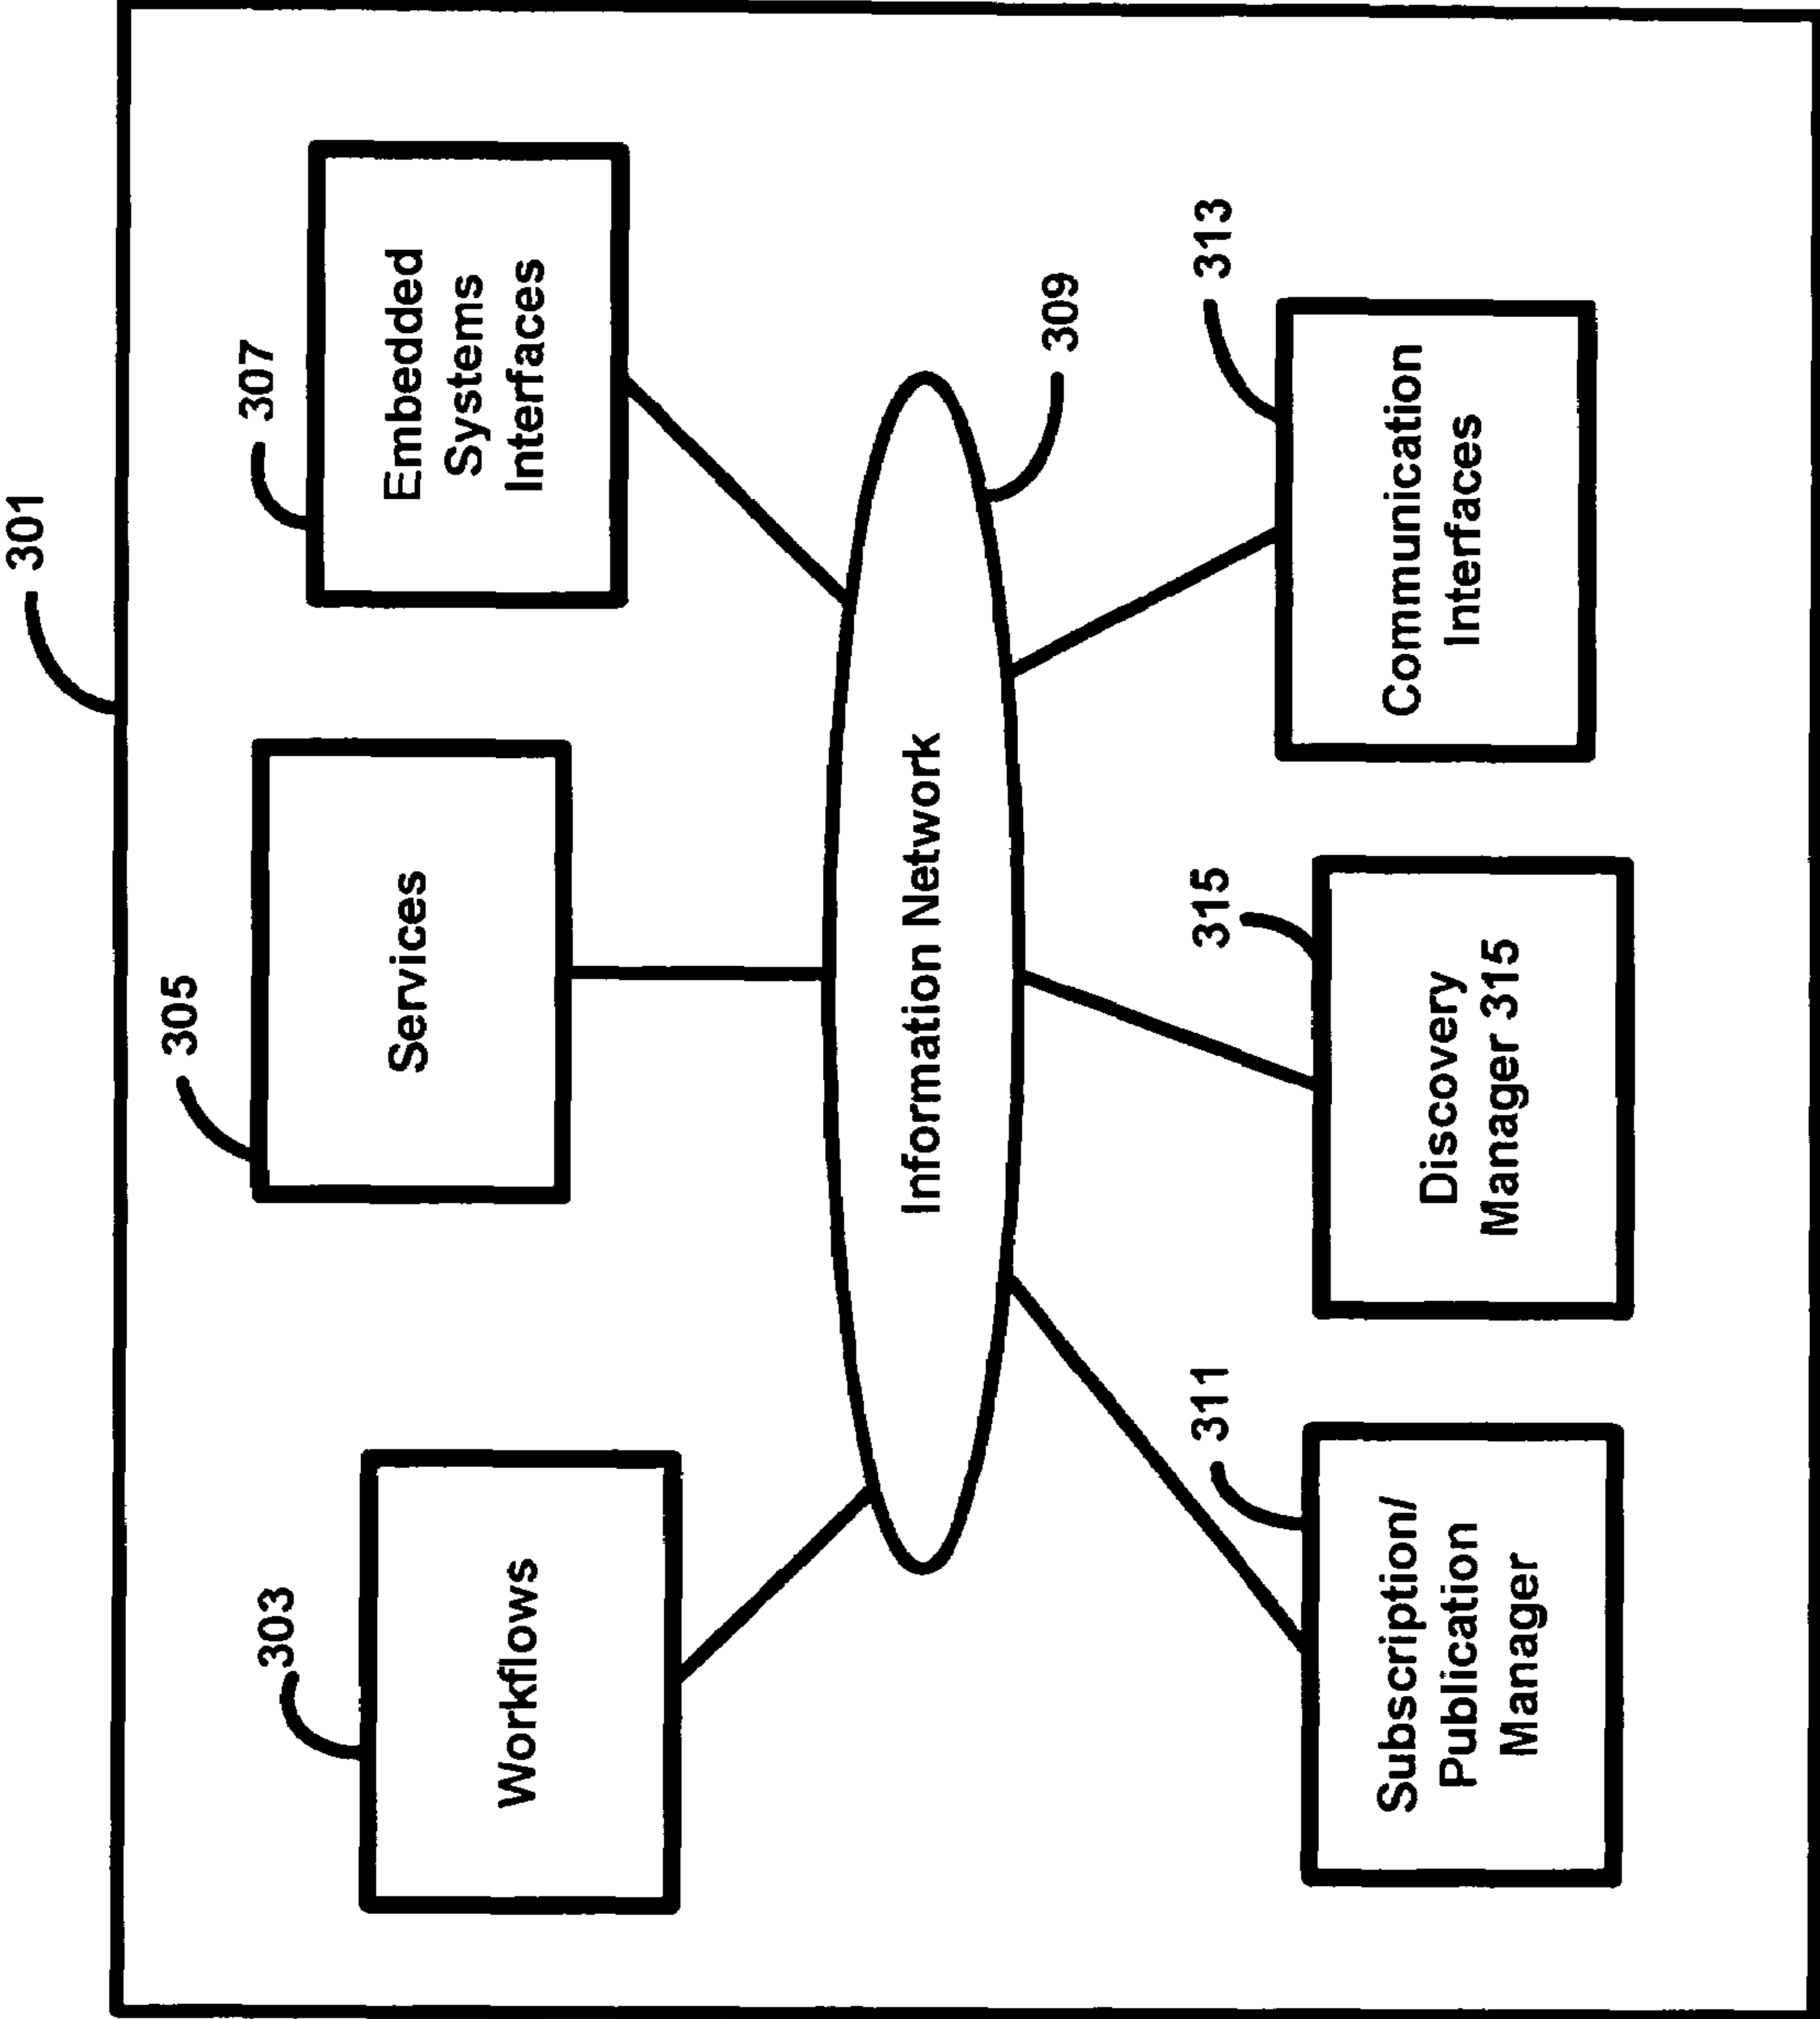 301
303
Workflows
305
Services
307
Embedded
Systems
Interfaces
Information Network
309
311
Subscription/
Publication
Manager
315
Discovery
Manager 315
313
Communication
Interfaces